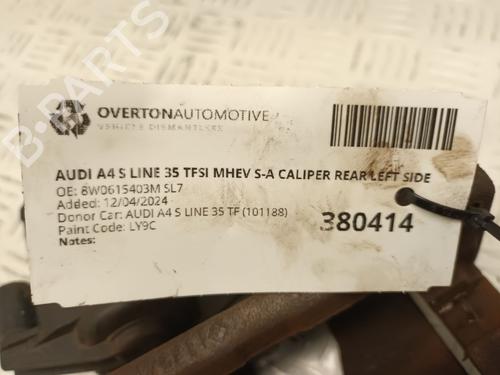 B-PARTS
OVERTONAUTOMOTIVE
VEHICLE DISMANTLERS
AUDI A4 S LINE 35 TFSI MHEV S-A CALIPER REAR LEFT SIDE
OE: 8W0615403M SL7
Added: 12/04/2024
Donor Car: AUDI A4 S LINE 35 TF (101188)
Paint Code: LY9C
Notes:
380414